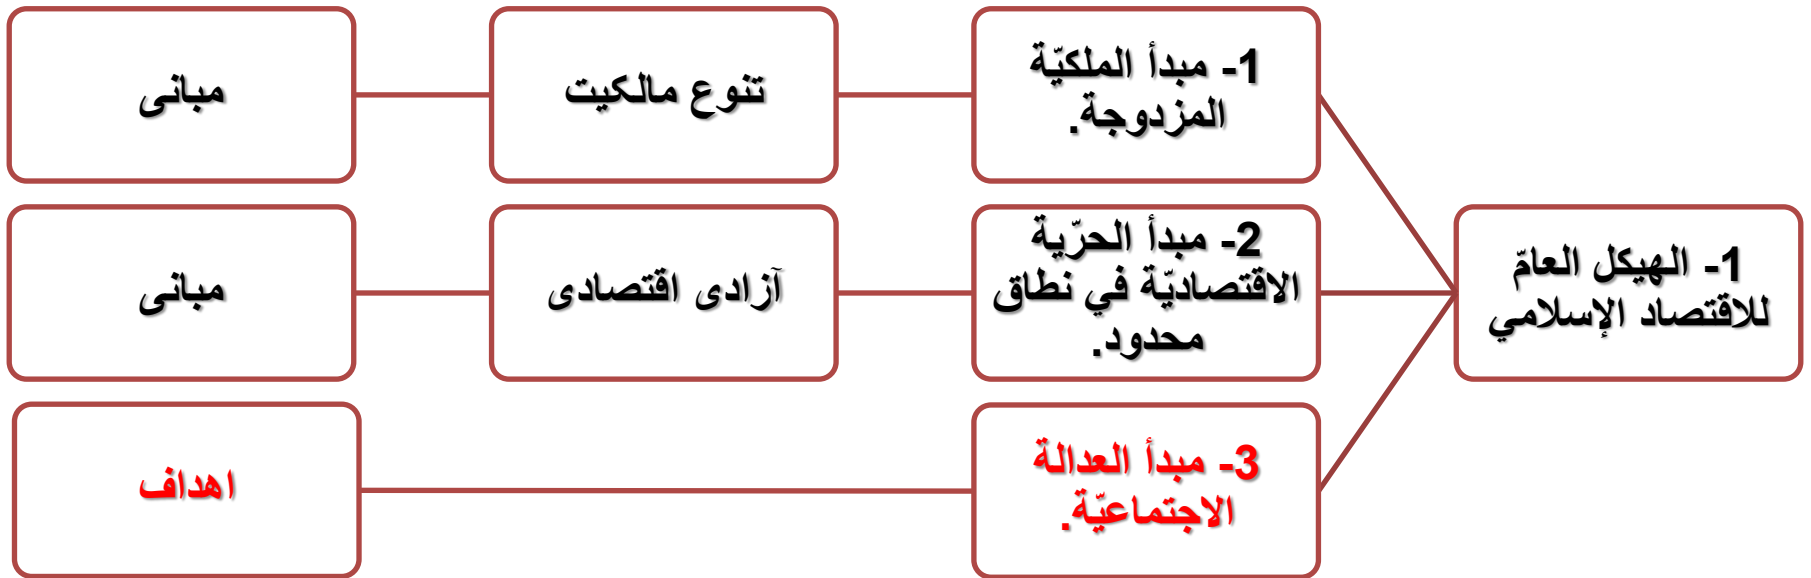 1- الهيكل العامّ
للاقتصاد الإسلامي
1- مبدأ الملكيّة
المزدوجة.
تنوع مالكيت
مبانى
2- مبدأ الحرّية
الاقتصاديّة في نطاق
محدود.
آزادى اقتصادى
مبانى
3- مبدأ العدالة
الاجتماعيّة.
اهداف